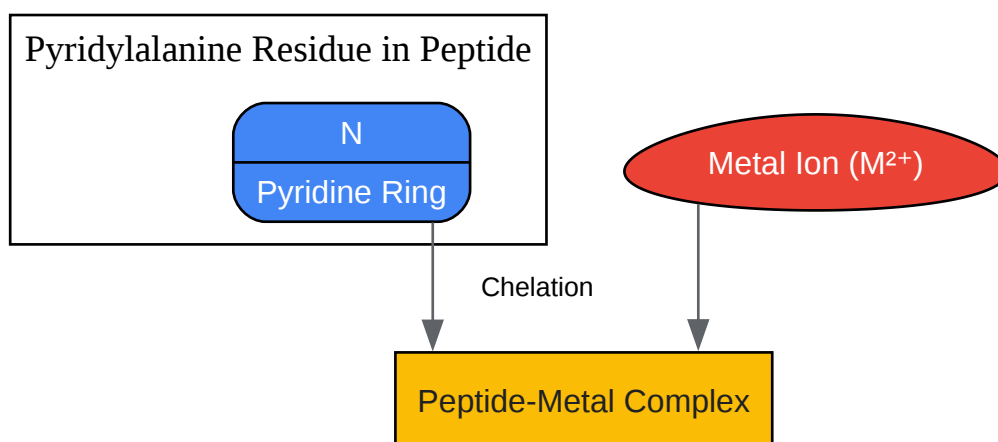 Pyridylalanine Residue in Peptide
N
Pyridine Ring
Metal Ion (M²⁺)
Chelation
Peptide-Metal Complex